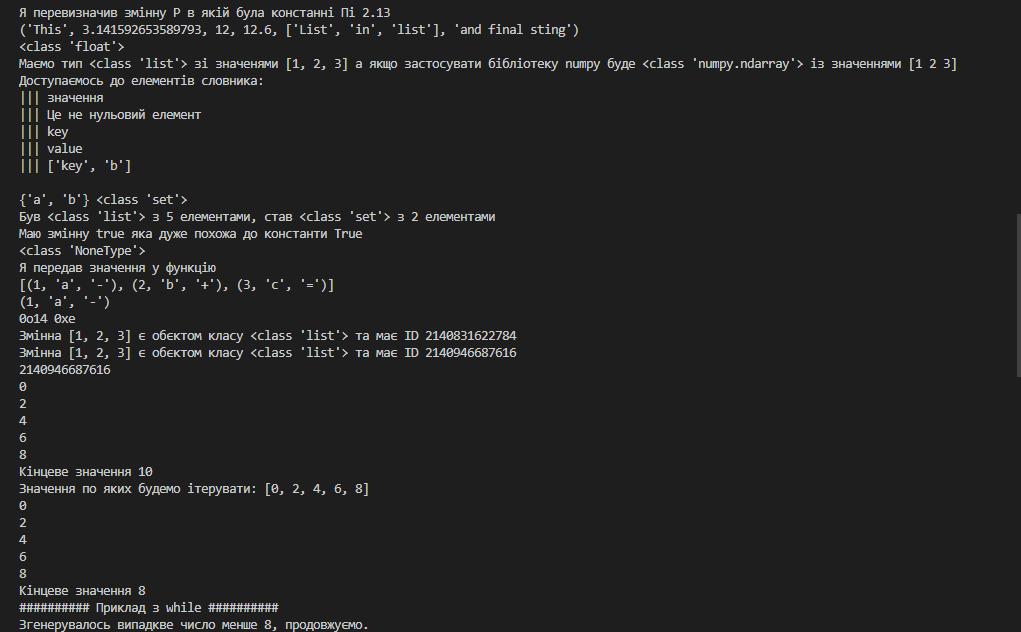 Я перевизначив змінну P в якій була константні Пі 2.13
('This', 3.141592653589793, 12, 12.6, ['List', 'in', 'list'], 'and final sting')
<class 'float'>
Маємо тип <class 'list'> зі значенями [1, 2, 3] а якщо застосувати бібліотеку numpy буде <class 'numpy.ndarray'> із значеннями [1 2 3]
Доступаємось до елементів словника:
||| значення
||| Це не нульовий елемент
||| key
||| value
||| ['key', 'b']
{'a', 'b'} <class 'set'>
Був <class 'list'> з 5 елементами, став <class 'set'> з 2 елементами
Маю змінну true яка дуже похожа до константи True
<class 'NoneType'>
Я передав значення у функцію
[(1, 'a', '-'), (2, 'b', '+'), (3, 'c', '=')]
(1, 'a', '-')
0o14 0xe
Змінна [1, 2, 3] є обєктом класу <class 'list'> та має ID 2140831622784
Змінна [1, 2, 3] є обєктом класу <class 'list'> та має ID 2140946687616
2140946687616
0
2
4
6
8
Кінцеве значення 10
Значення по яких будемо ітерувати: [0, 2, 4, 6, 8]
0
2
4
6
8
Кінцеве значення 8
########## Приклад з while ##########
Згенерувалось випадкве число менше 8, продовжуємо.